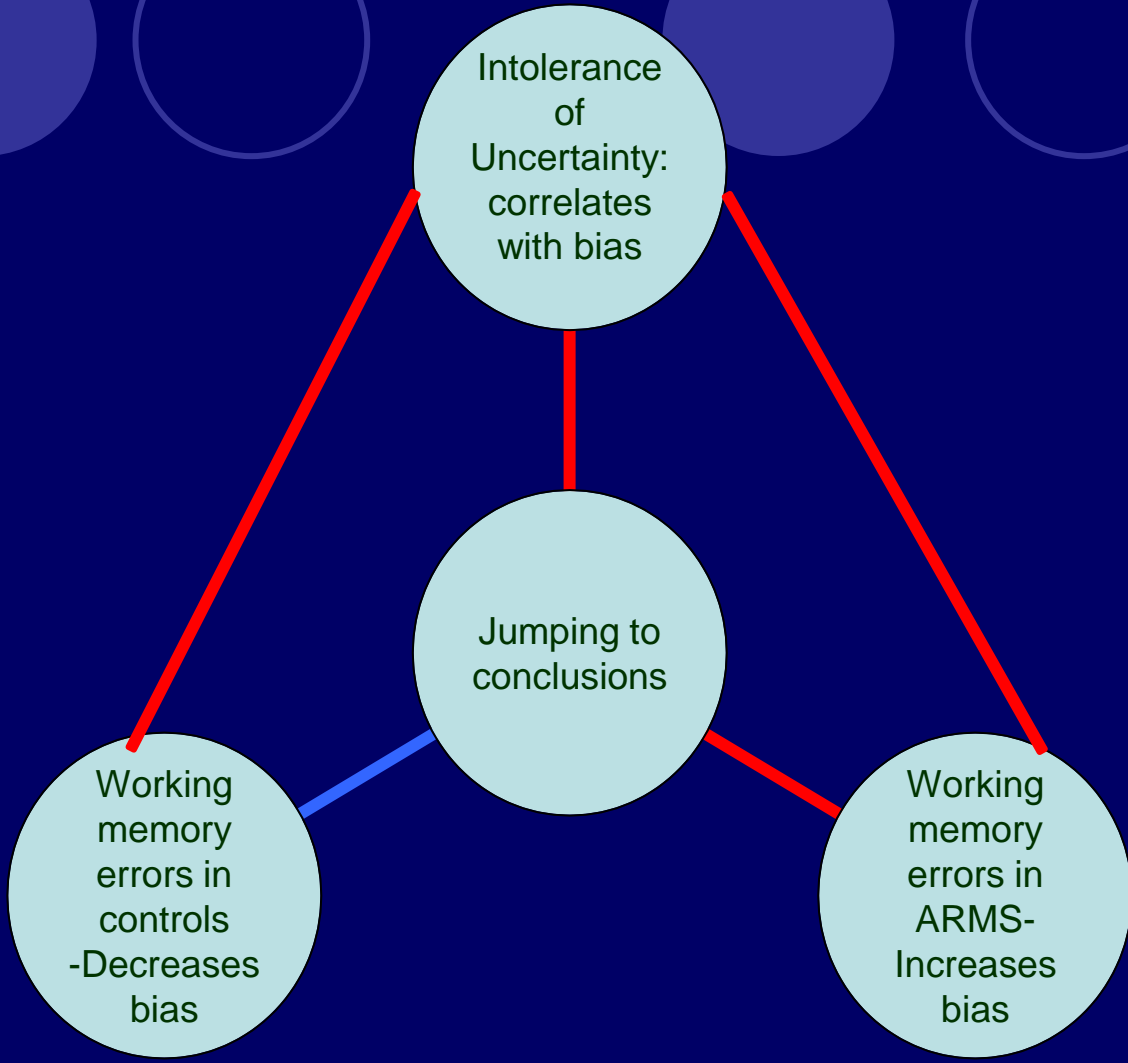 Intolerance
of
Uncertainty:
correlates
with bias
Jumping to
conclusions
Working
memory
errors in
controls
-Decreases
bias
Working
memory
errors in
ARMS-
Increases
bias